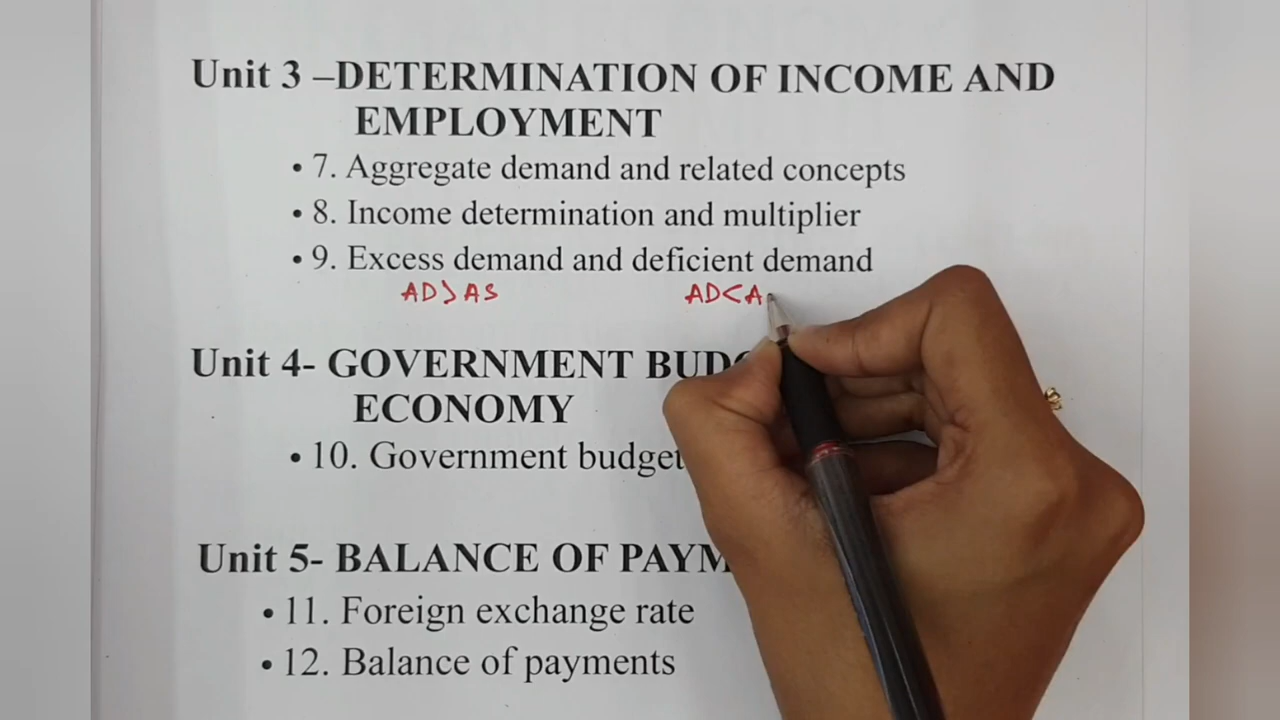 Unit 3 –DETERMINATION OF INCOME AND
EMPLOYMENT
• 7. Aggregate demand and related concepts
• 8. Income determination and multiplier
• 9. Excess demand and deficient demand
AD>AS AD<A
Unit 4- GOVERNMENT
ECONOMY
• 10. Government budget
Unit 5- BALANCE OF
• 11. Foreign exchange rate
• 12. Balance of payments